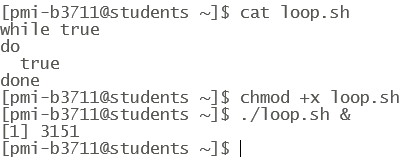 [pmi-b3711@students ~]$ cat loop.sh
while true
do
  true
done
[pmi-b3711@students ~]$ chmod +x loop.sh
[pmi-b3711@students ~]$ ./loop.sh &
[1] 3151
[pmi-b3711@students ~]$